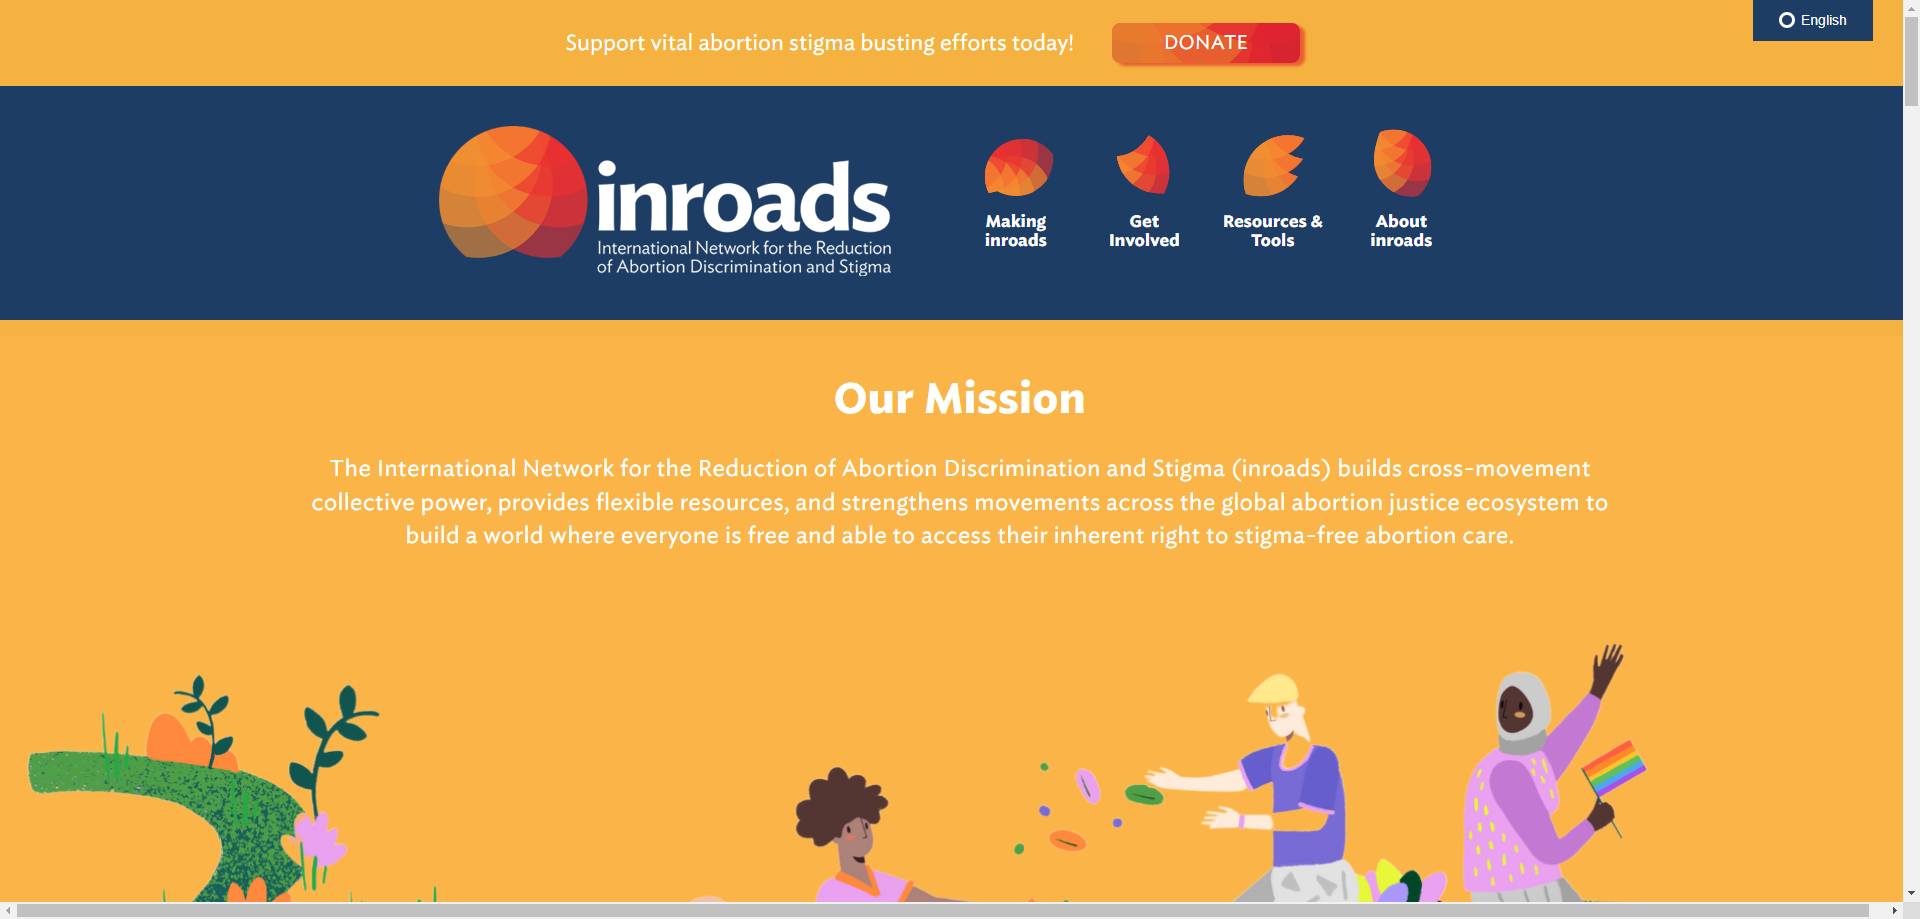 English
Support vital abortion stigma busting efforts today!
DONATE
inroads
International Network for the Reduction
of Abortion Discrimination and Stigma
Making
inroads
Get
Involved
Resources &
Tools
About
inroads
Our Mission
The International Network for the Reduction of Abortion Discrimination and Stigma (inroads) builds cross-movement
collective power, provides flexible resources, and strengthens movements across the global abortion justice ecosystem to
build a world where everyone is free and able to access their inherent right to stigma-free abortion care.